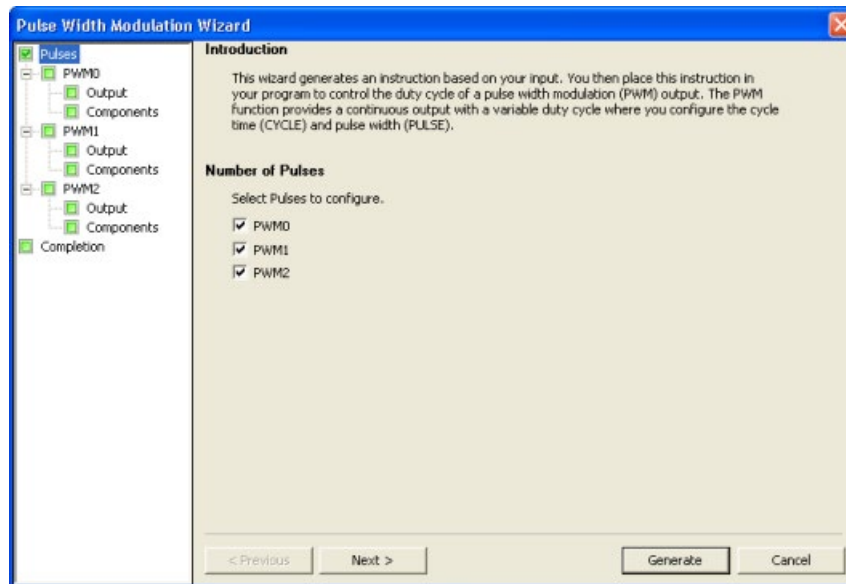 Pulse Width Modulation Wizard
Pulses
PWM0
Output
Components
PWM1
Output
Components
PWM2
Output
Components
Completion
Introduction
This wizard generates an instruction based on your input. You then place this instruction in
your program to control the duty cycle of a pulse width modulation (PWM) output. The PWM
function provides a continuous output with a variable duty cycle where you configure the cycle
time (CYCLE) and pulse width (PULSE).
Number of Pulses
Select Pulses to configure.
PWM0
PWM1
PWM2
< Previous
Next >
Generate
Cancel